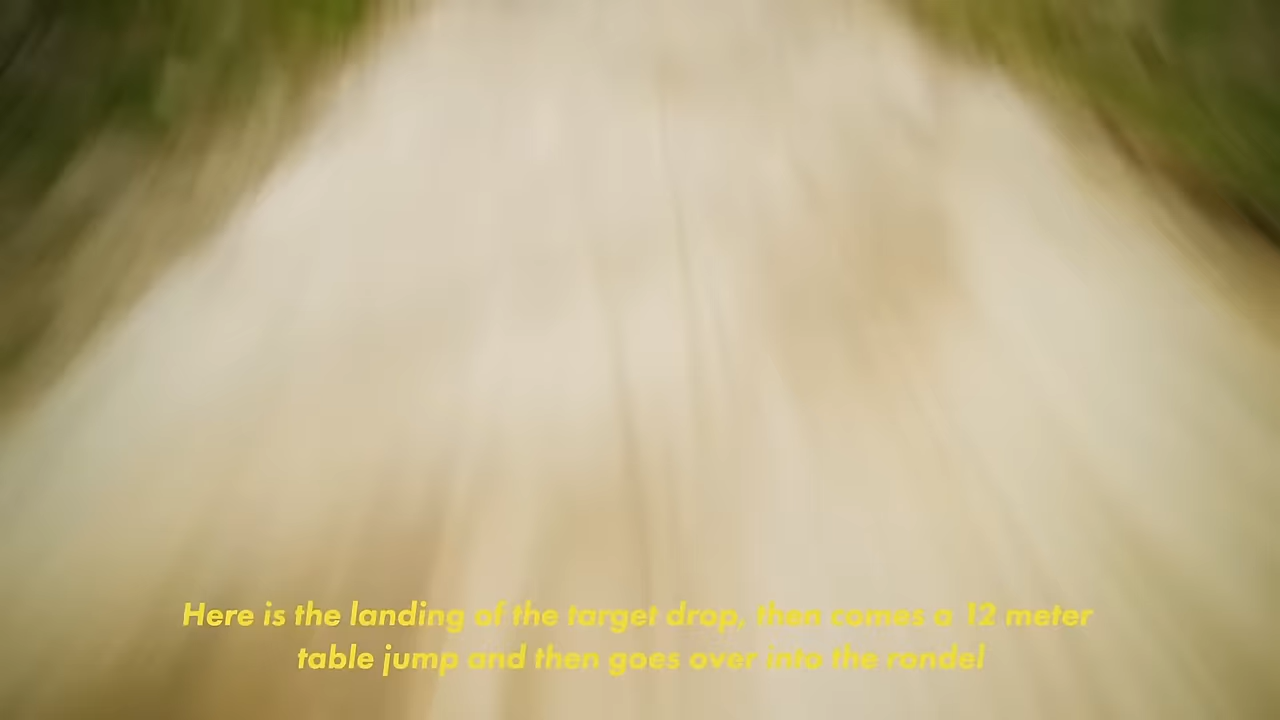 Here is the landing of the target drop, then comes a 12 meter
table jump and then goes over into the rondel